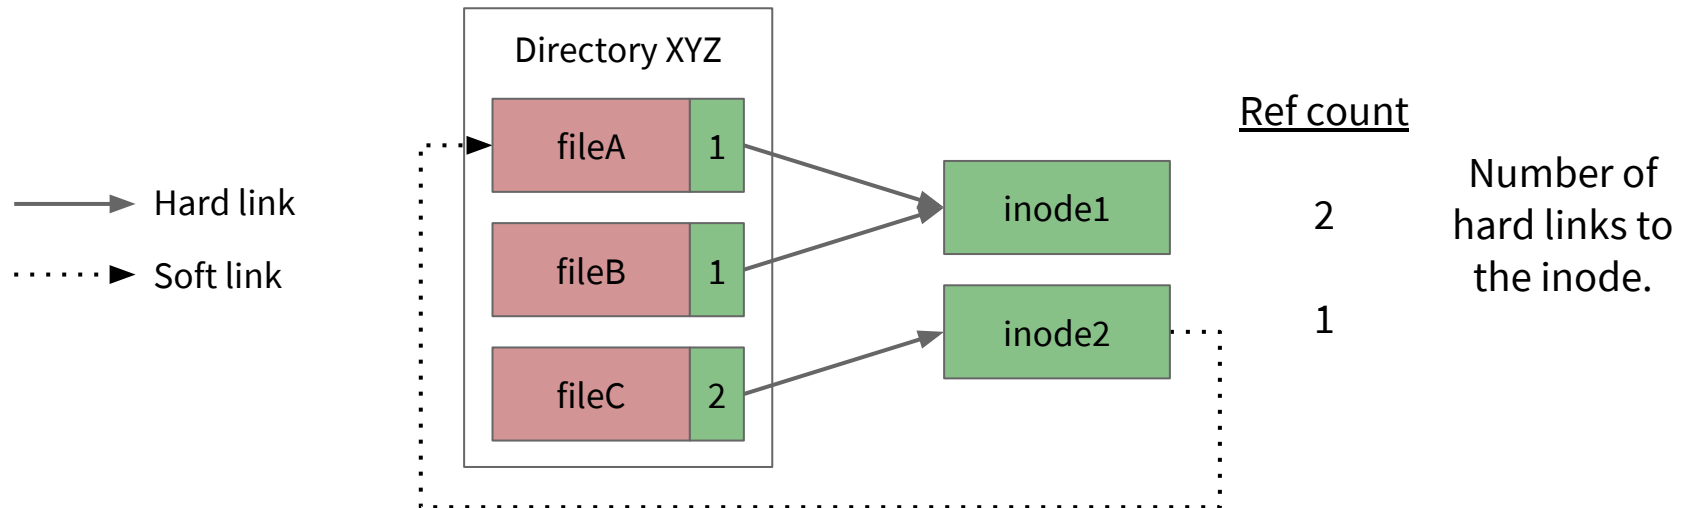 Directory XYZ
fileA 1
fileB 1
fileC 2
Hard link
Soft link
inode1
inode2
Ref count
2
1
Number of
hard links to
the inode.